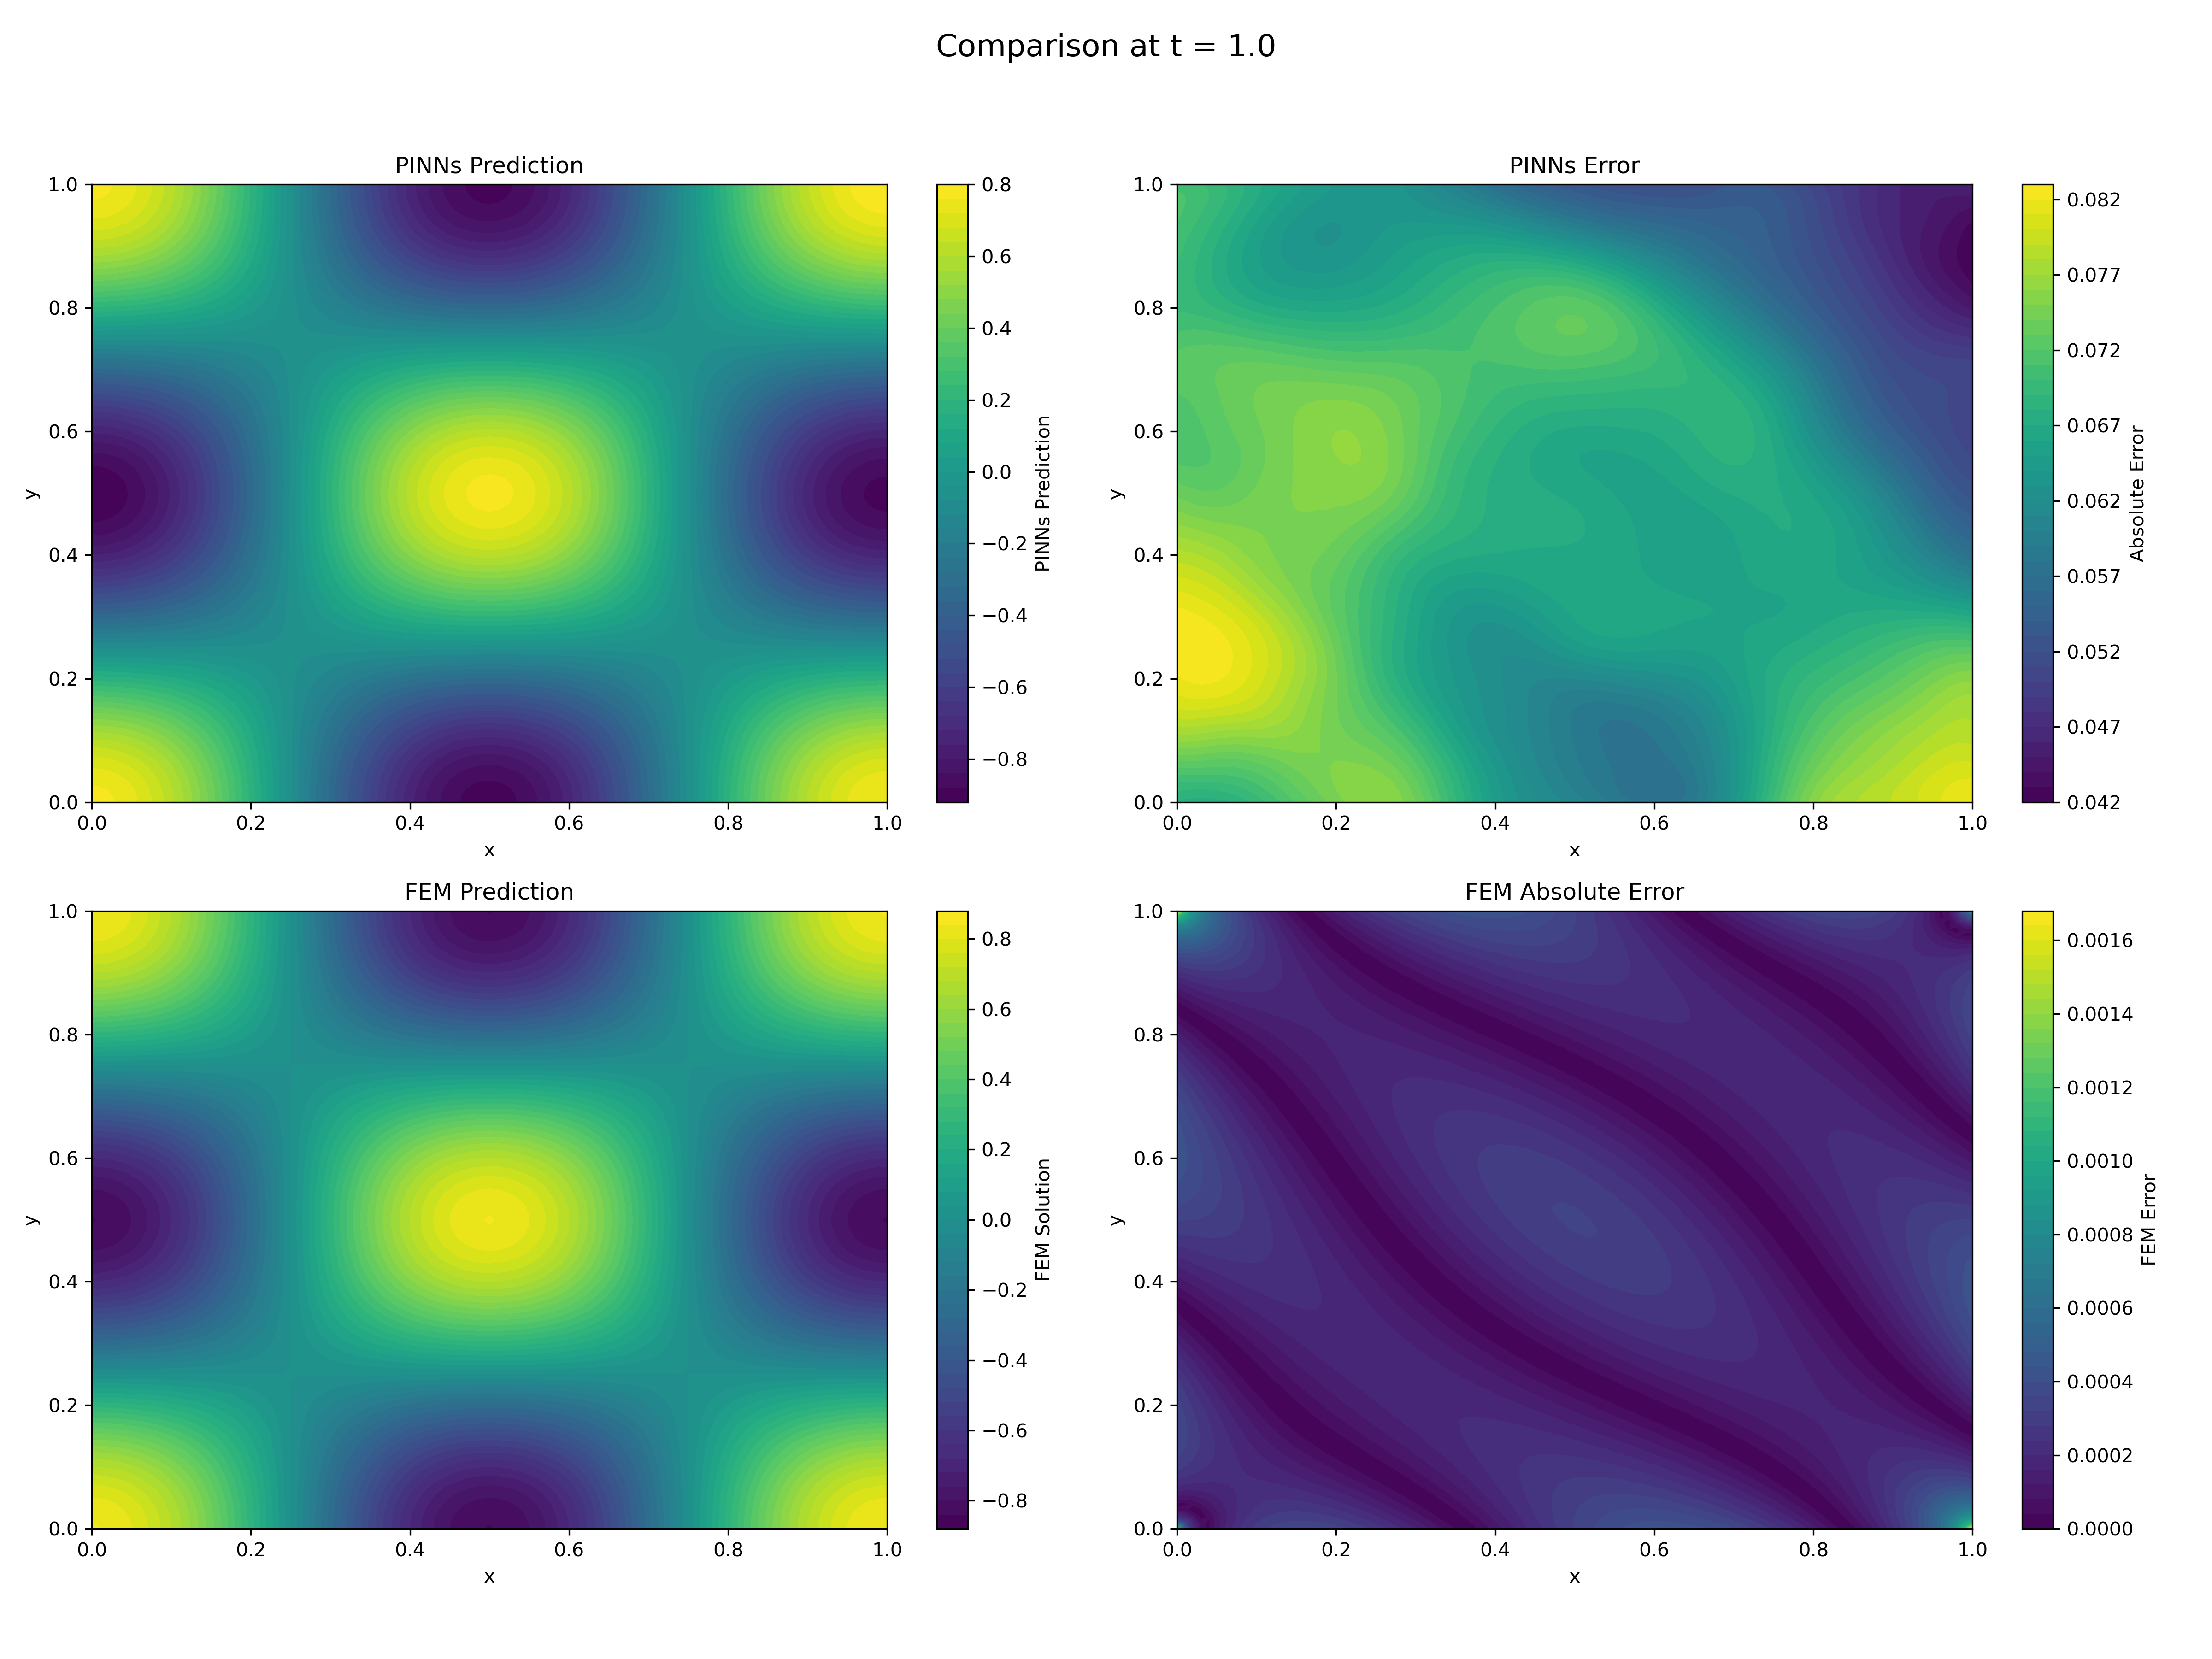 Comparison at t = 1.0
PINNs Prediction
1.0
0.8
0.6
0.4
0.2
0.0
y
0.0 0.2 0.4 0.6 0.8 1.0
x
0.8
0.6
0.4
0.2
0.0
−0.2
−0.4
−0.6
−0.8
PINNs Prediction
PINNs Error
1.0
0.8
0.6
0.4
0.2
0.0
y
0.0 0.2 0.4 0.6 0.8 1.0
x
0.082
0.077
0.072
0.067
0.062
0.057
0.052
0.047
0.042
Absolute Error
FEM Prediction
1.0
0.8
0.6
0.4
0.2
0.0
y
0.0 0.2 0.4 0.6 0.8 1.0
x
0.8
0.6
0.4
0.2
0.0
−0.2
−0.4
−0.6
−0.8
FEM Solution
FEM Absolute Error
1.0
0.8
0.6
0.4
0.2
0.0
y
0.0 0.2 0.4 0.6 0.8 1.0
x
0.0016
0.0014
0.0012
0.0010
0.0008
0.0006
0.0004
0.0002
0.0000
FEM Error